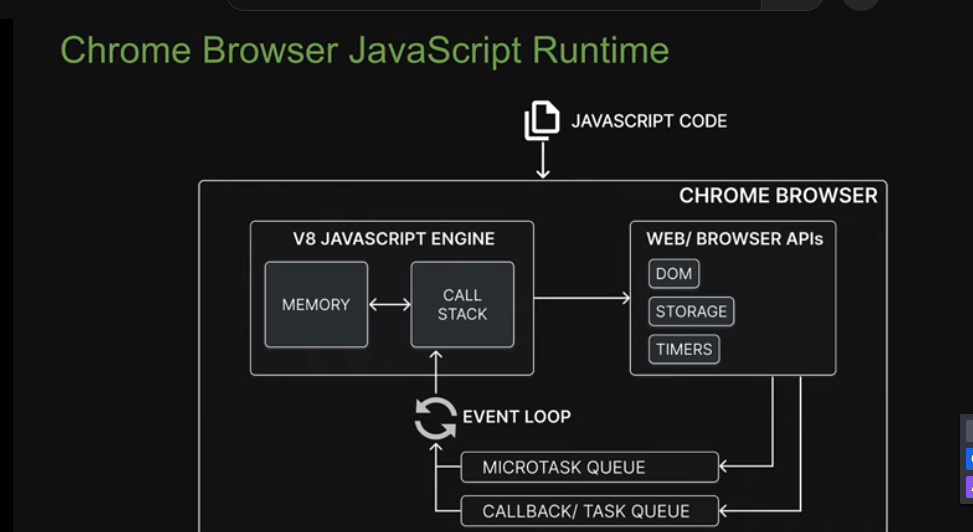 Chrome Browser JavaScript Runtime
JAVASCRIPT CODE
CHROME BROWSER
V8 JAVASCRIPT ENGINE
MEMORY
CALL
STACK
WEB/ BROWSER APIs
DOM
STORAGE
TIMERS
EVENT LOOP
MICROTASK QUEUE
CALLBACK/ TASK QUEUE